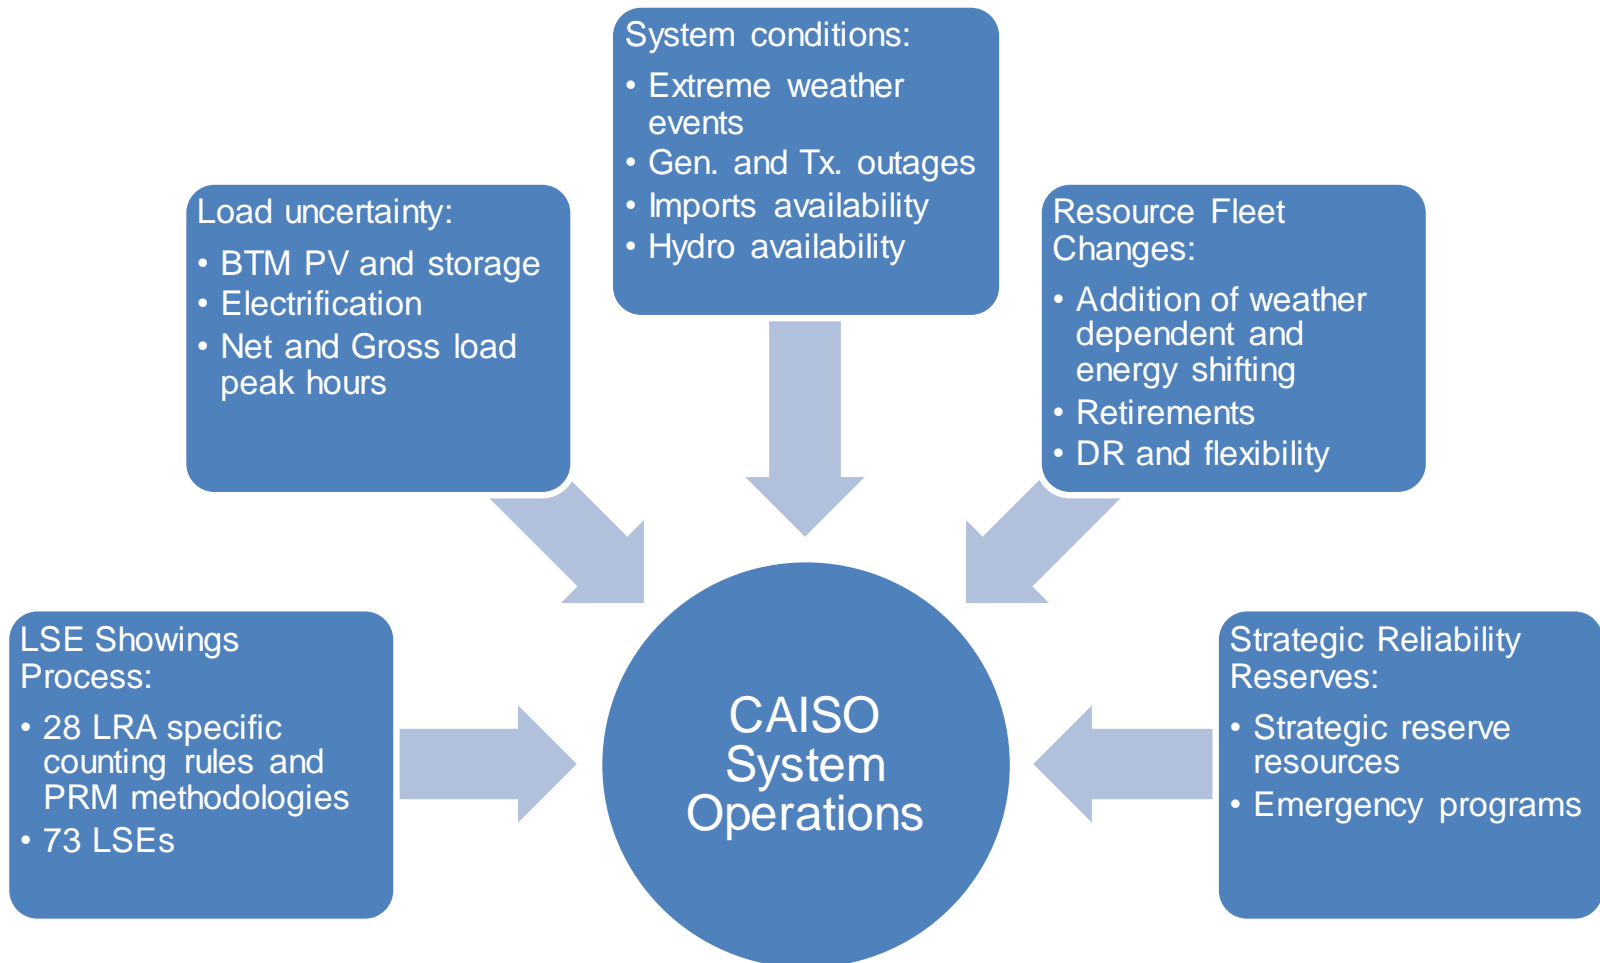 System conditions:
• Extreme weather
events
• Gen. and Tx. outages
• Imports availability
• Hydro availability
Load uncertainty:
• BTM PV and storage
• Electrification
• Net and Gross load
peak hours
Resource Fleet
Changes:
• Addition of weather
dependent and
energy shifting
• Retirements
• DR and flexibility
LSE Showings
Process:
• 28 LRA specific
counting rules and
PRM methodologies
• 73 LSEs
CAISO
System
Operations
Strategic Reliability
Reserves:
• Strategic reserve
resources
• Emergency programs